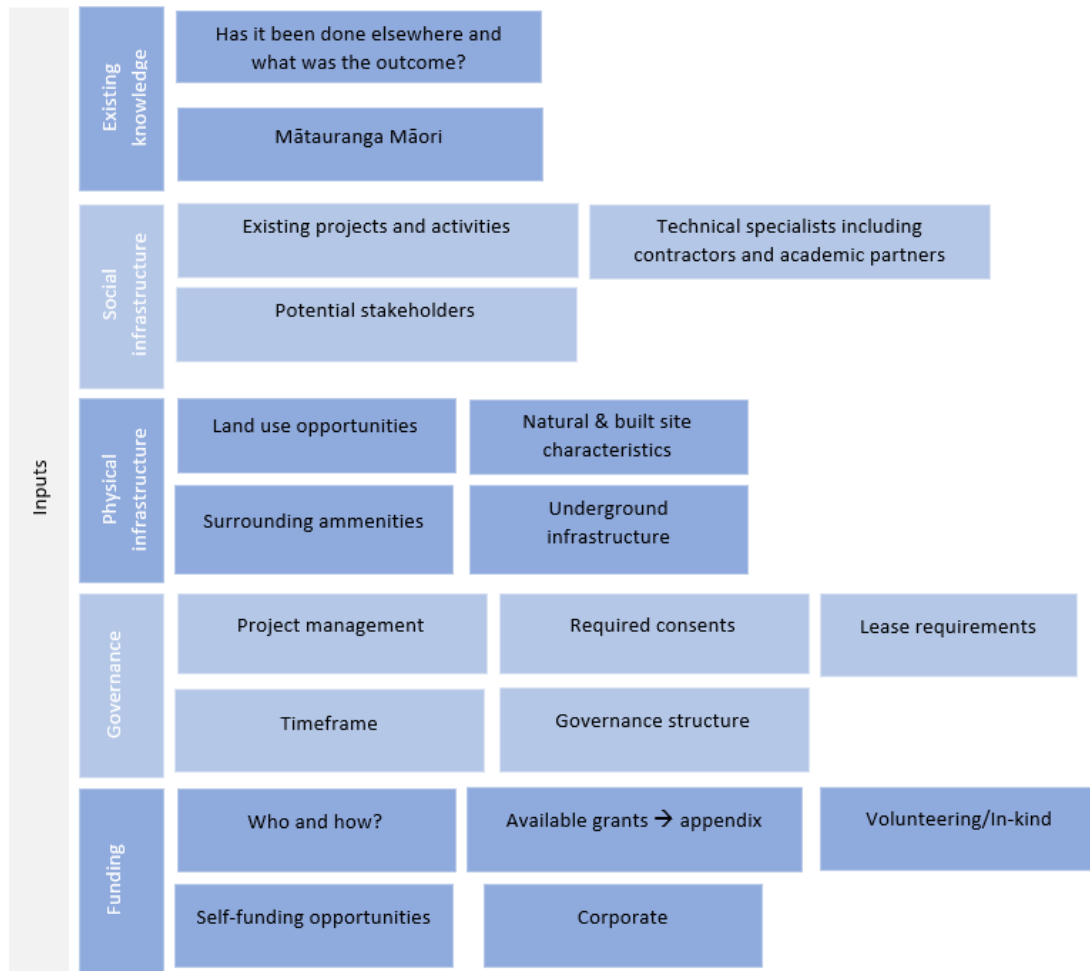 Inputs
Existing
knowledge
Has it been done elsewhere and
what was the outcome?
Mātauranga Māori
Social
infrastructure
Existing projects and activities
Technical specialists including
contractors and academic partners
Potential stakeholders
Physical
infrastructure
Land use opportunities
Natural & built site
characteristics
Surrounding ammenities
Underground
infrastructure
Governance
Project management
Required consents
Lease requirements
Timeframe
Governance structure
Funding
Who and how?
Available grants → appendix
Volunteering/In-kind
Self-funding opportunities
Corporate